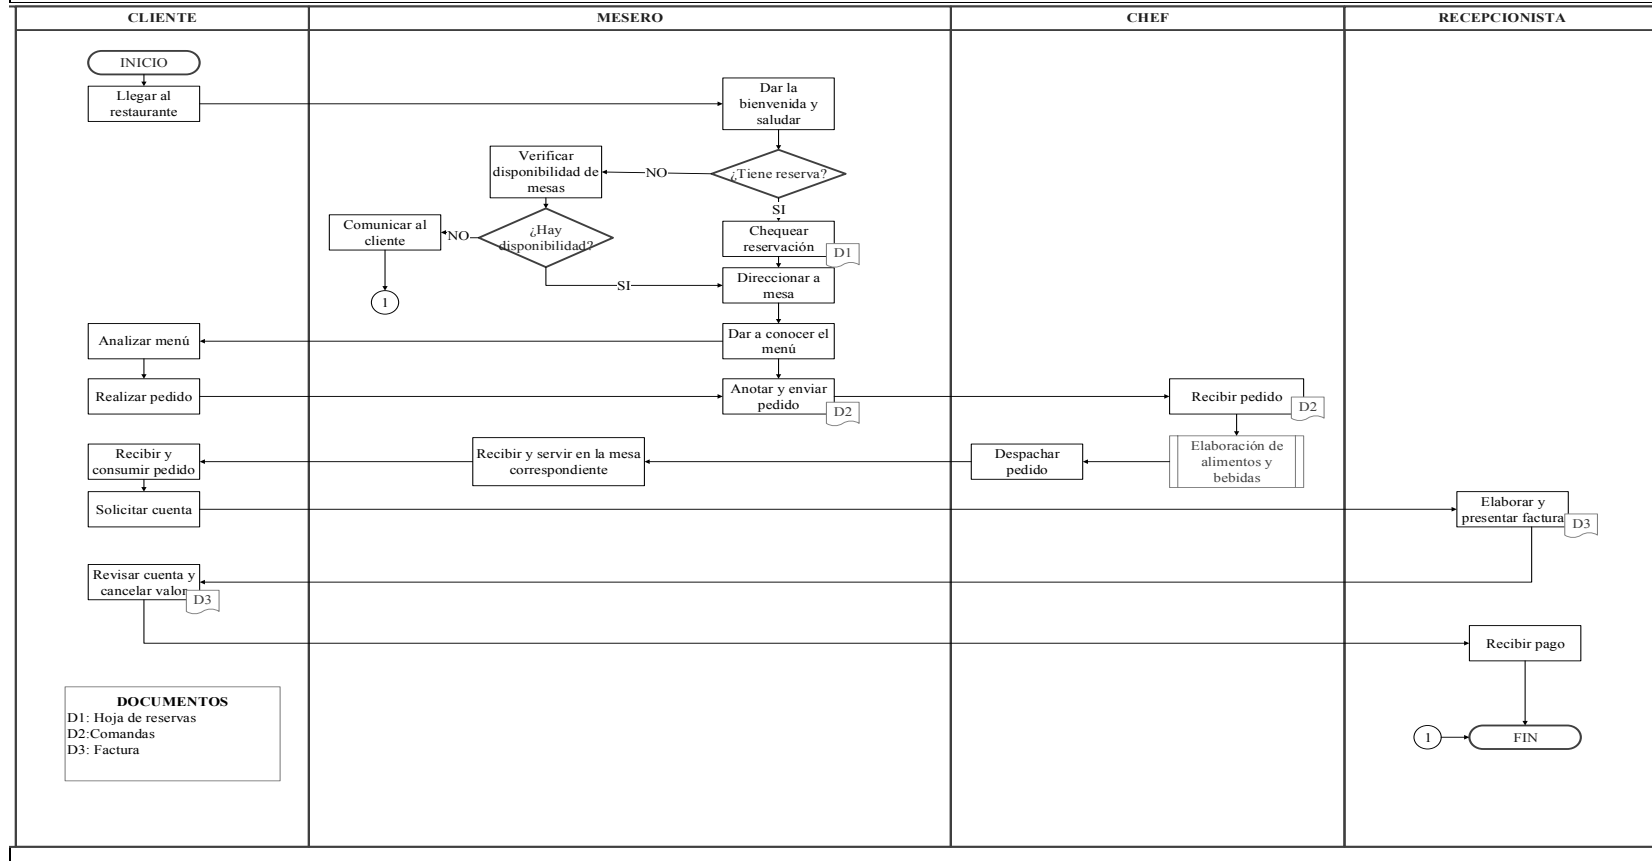 CLIENTE
MESERO
CHEF
RECEPCIONISTA
INICIO
Llegar al
restaurante
Dar la
bienvenida y
saludar
¿Tiene reserva?
NO
Verificar
disponibilidad de
mesas
SI
¿Hay
disponibilidad?
NO
Comunicar al
cliente
1
Chequear
reservación
D1
SI
Direccionar a
mesa
Dar a conocer el
menú
Analizar menú
Realizar pedido
Anotar y enviar
pedido
D2
Recibir pedido
D2
Elaboración de
alimentos y
bebidas
Despachar
pedido
Recibir y servir en la mesa
correspondiente
Recibir y
consumir pedido
Solicitar cuenta
Elaborar y
presentar factura
D3
Revisar cuenta y
cancelar valor
D3
Recibir pago
1
FIN
DOCUMENTOS
D1: Hoja de reservas
D2:Comandas
D3: Factura